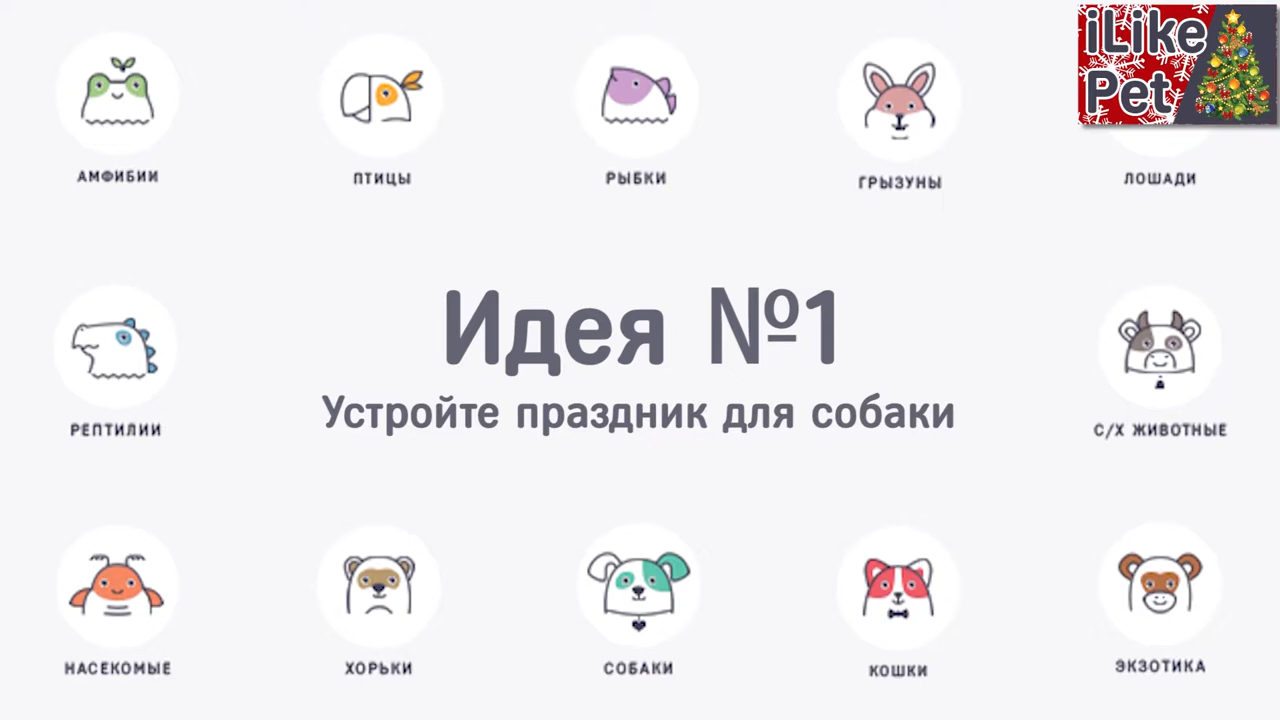 iLike
Pet
АМФИБИИ
ПТИЦЫ
РЫБКИ
ГРЫЗУНЫ
ЛОШАДИ
Идея №1
Устройте праздник для собаки
РЕПТИЛИИ
С/Х ЖИВОТНЫЕ
НАСЕКОМЫЕ
ХОРЬКИ
СОБАКИ
КОШКИ
ЭКЗОТИКА